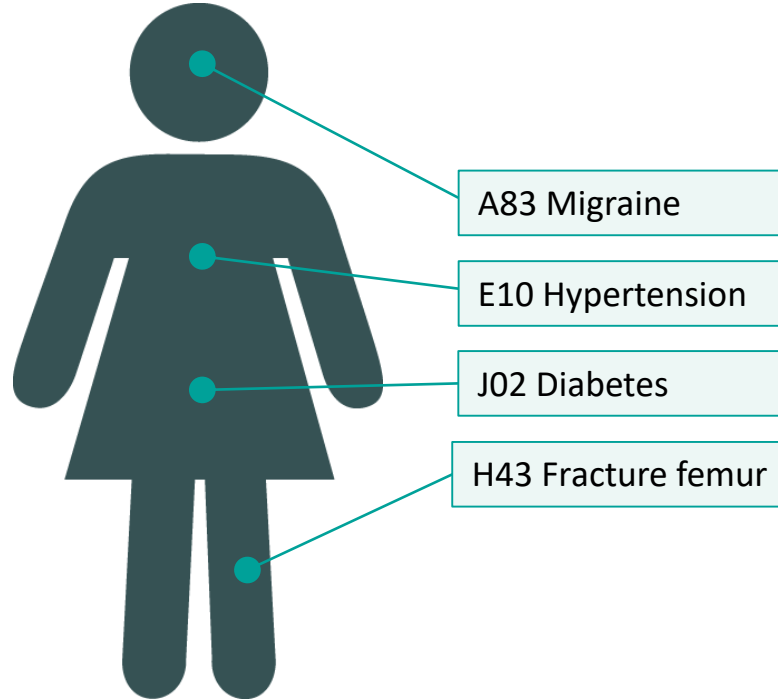 A83 Migraine
E10 Hypertension
J02 Diabetes
H43 Fracture femur